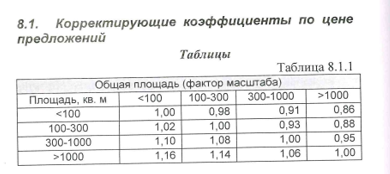 8.1. Корректирующие коэффициенты по цене
предложений
Таблицы
Таблица 8.1.1
Общая площадь (фактор масштаба)
Площадь, кв. м <100 100-300 300-1000 >1000
<100 1,00 0,98 0,91 0,86
100-300 1,02 1,00 0,93 0,88
300-1000 1,10 1,08 1,00 0,95
>1000 1,16 1,14 1,06 1,00